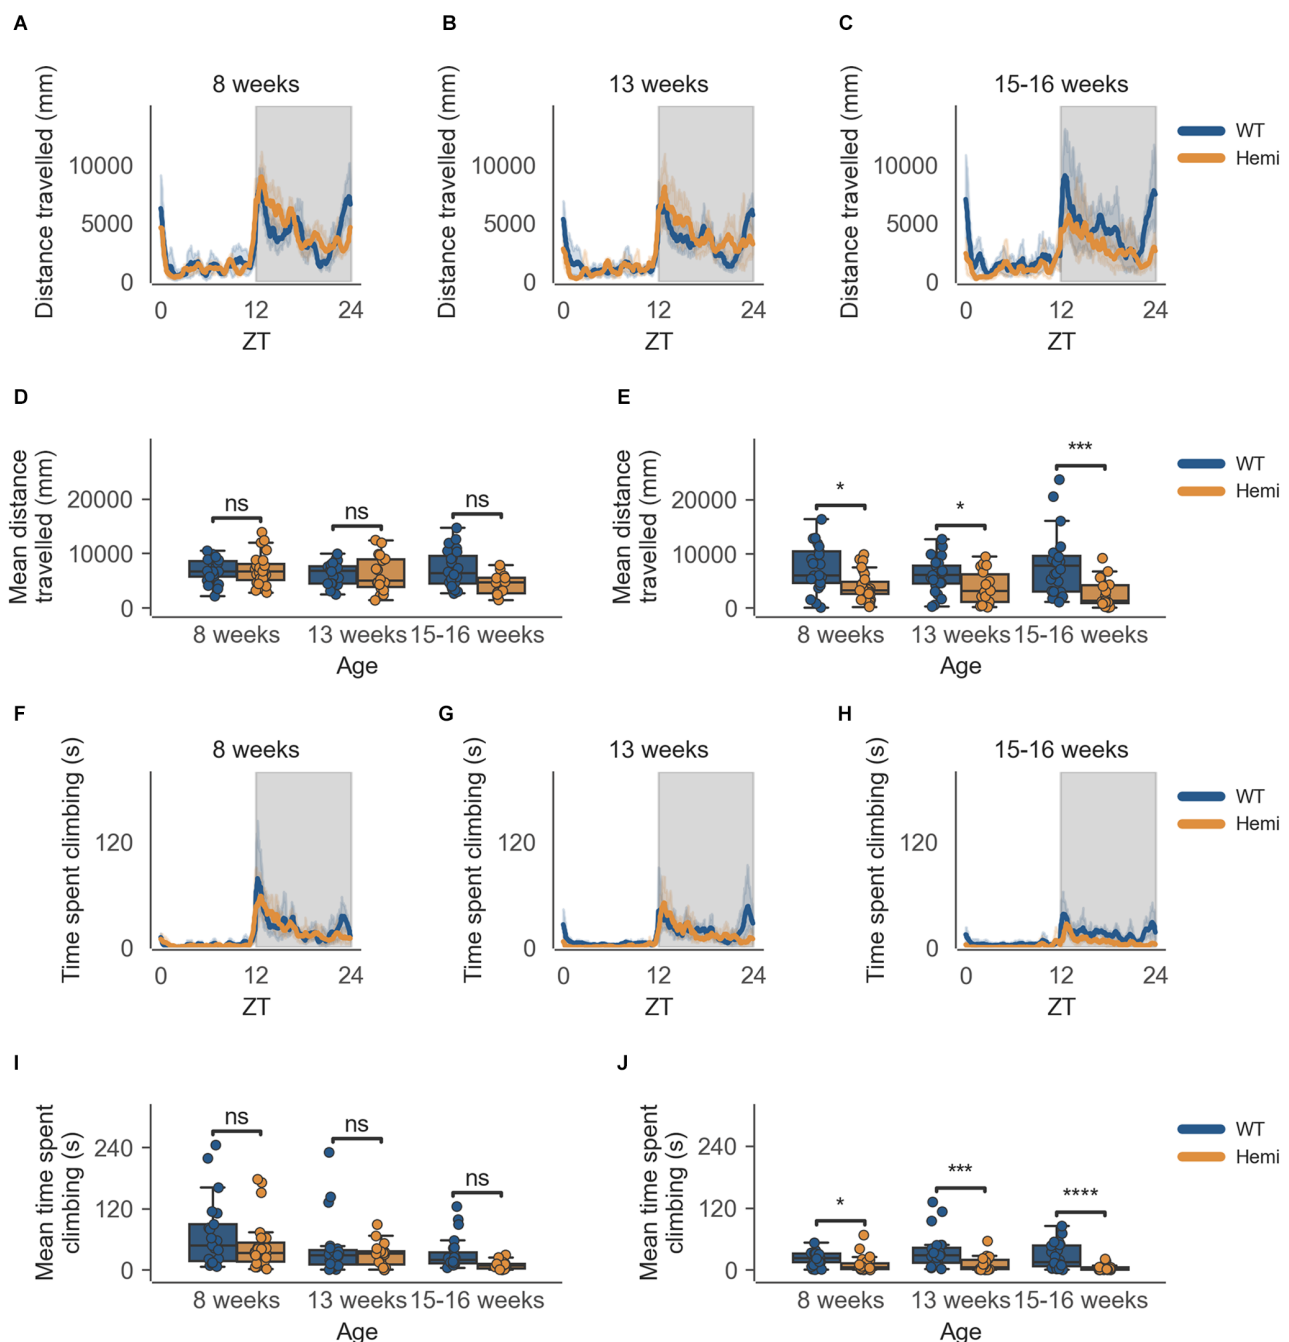 A
B
C
8 weeks
13 weeks
15-16 weeks
Distance travelled (mm)
10000
5000
0
0
12
24
ZT
Distance travelled (mm)
10000
5000
0
0
12
24
ZT
Distance travelled (mm)
10000
5000
0
0
12
24
ZT
WT
Hemi
D
E
Mean distance
travelled (mm)
20000
10000
0
ns
ns
ns
8 weeks
13 weeks
15-16 weeks
Age
Mean distance
travelled (mm)
20000
10000
0
*
*
***
8 weeks
13 weeks
15-16 weeks
Age
WT
Hemi
F
G
H
8 weeks
13 weeks
15-16 weeks
Time spent climbing (s)
120
0
0
12
24
ZT
Time spent climbing (s)
120
0
0
12
24
ZT
Time spent climbing (s)
120
0
0
12
24
ZT
WT
Hemi
I
J
Mean time spent
climbing (s)
240
120
0
ns
ns
ns
8 weeks
13 weeks
15-16 weeks
Age
Mean time spent
climbing (s)
240
120
0
*
***
****
8 weeks
13 weeks
15-16 weeks
Age
WT
Hemi